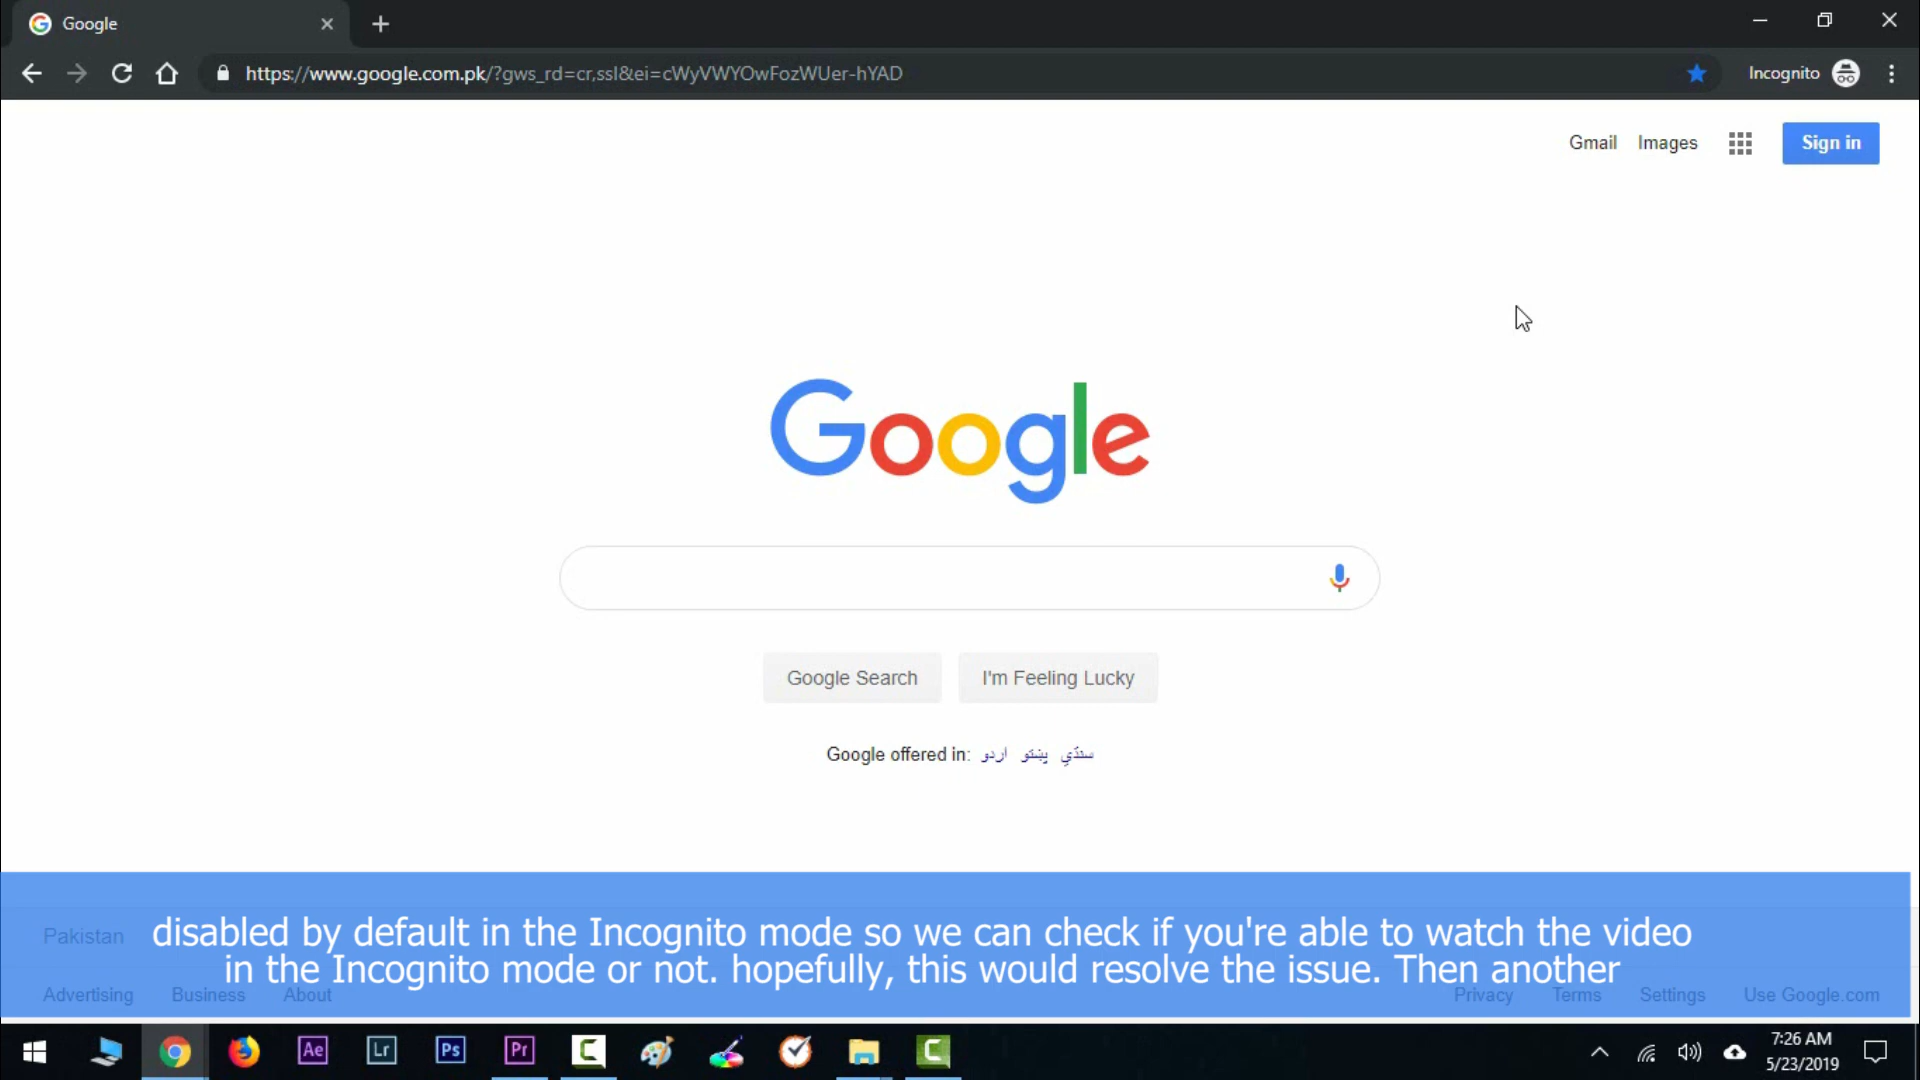 Google
https://www.google.com.pk/?gws_rd=cr,ssl&ei=cWyVWYOwFozWUer-hYAD
Incognito
Gmail Images Sign in
Google
Google Search I'm Feeling Lucky
Google offered in: اردو پښتو سنڌي
Pakistan
disabled by default in the Incognito mode so we can check if you're able to watch the video
in the Incognito mode or not. hopefully, this would resolve the issue. Then another
Advertising Business About Privacy Terms Settings Use Google.com
Ae Lr Ps Pr
7:26 AM
5/23/2019